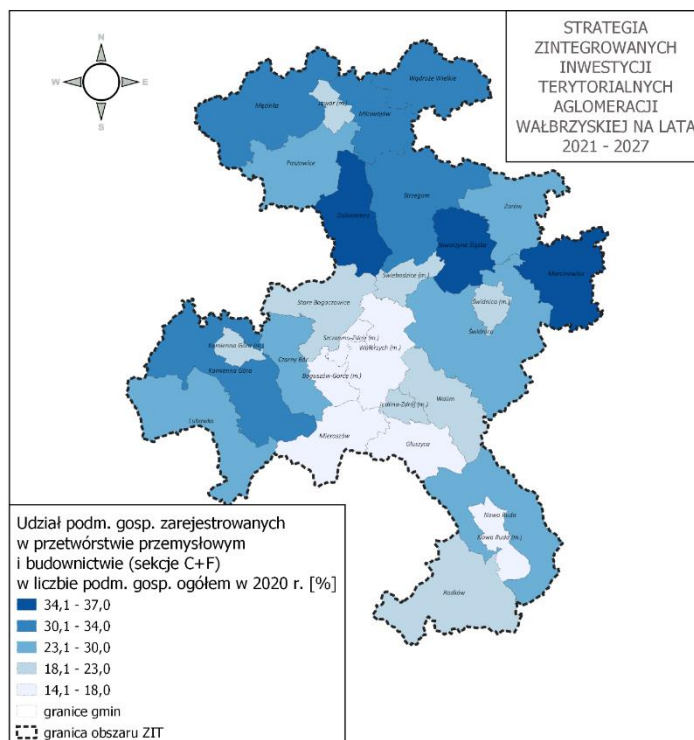 STRATEGIA
ZINTEGROWANYCH
INWESTYCJI
TERYTORIALNYCH
AGLOMERACJI
WAŁBRZYSKIEJ NA LATA
2021 - 2027
N
W
E
S
Wądroże Wielkie
Męcinka
Jawor (m.)
Mściwojów
Paszowice
Strzegom
Dobromierz
Żarów
Jaworzyna Śląska
Marcinowice
Świebodzice (m.)
Stare Bogaczowice
Świdnica (m.)
Świdnica
Szczawno-Zdrój (m.)
Kamienna Góra (m.)
Wałbrzych (m.)
Czarny Bór
Kamienna Góra
Boguszów-Gorce (m.)
Walim
Jedlina-Zdrój (m.)
Lubawka
Mieroszów
Głuszyca
Nowa Ruda
Nowa Ruda (m.)
Radków
Udział podm. gosp. zarejestrowanych
w przetwórstwie przemysłowym
i budownictwie (sekcje C+F)
w liczbie podm. gosp. ogółem w 2020 r. [%]
34,1 - 37,0
30,1 - 34,0
23,1 - 30,0
18,1 - 23,0
14,1 - 18,0
granice gmin
granica obszaru ZIT